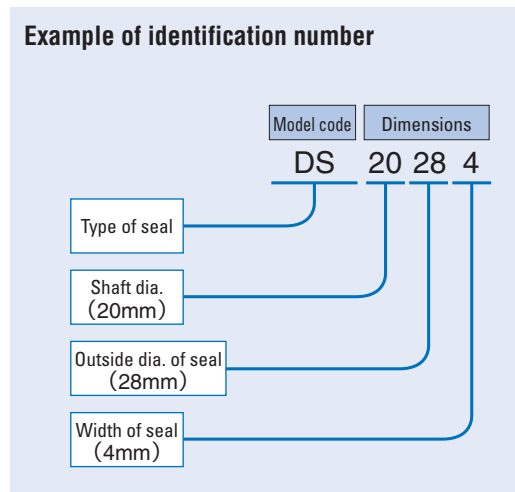 Example of identification number
Model code Dimensions
DS 20 28 4
Type of seal
Shaft dia.
（20mm）
Outside dia. of seal
（28mm）
Width of seal
（4mm）